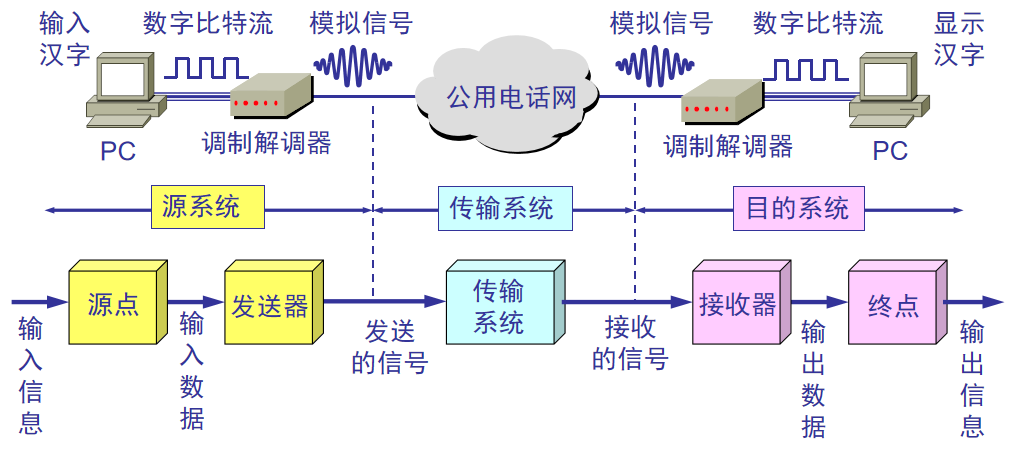 输入
汉字
数字比特流
模拟信号
模拟信号
数字比特流
显示
汉字
公用电话网
PC
调制解调器
调制解调器
PC
源系统
传输系统
目的系统
源点
发送器
传输
系统
接收器
终点
输入信息
输入数据
发送
的信号
接收
的信号
输出数据
输出信息